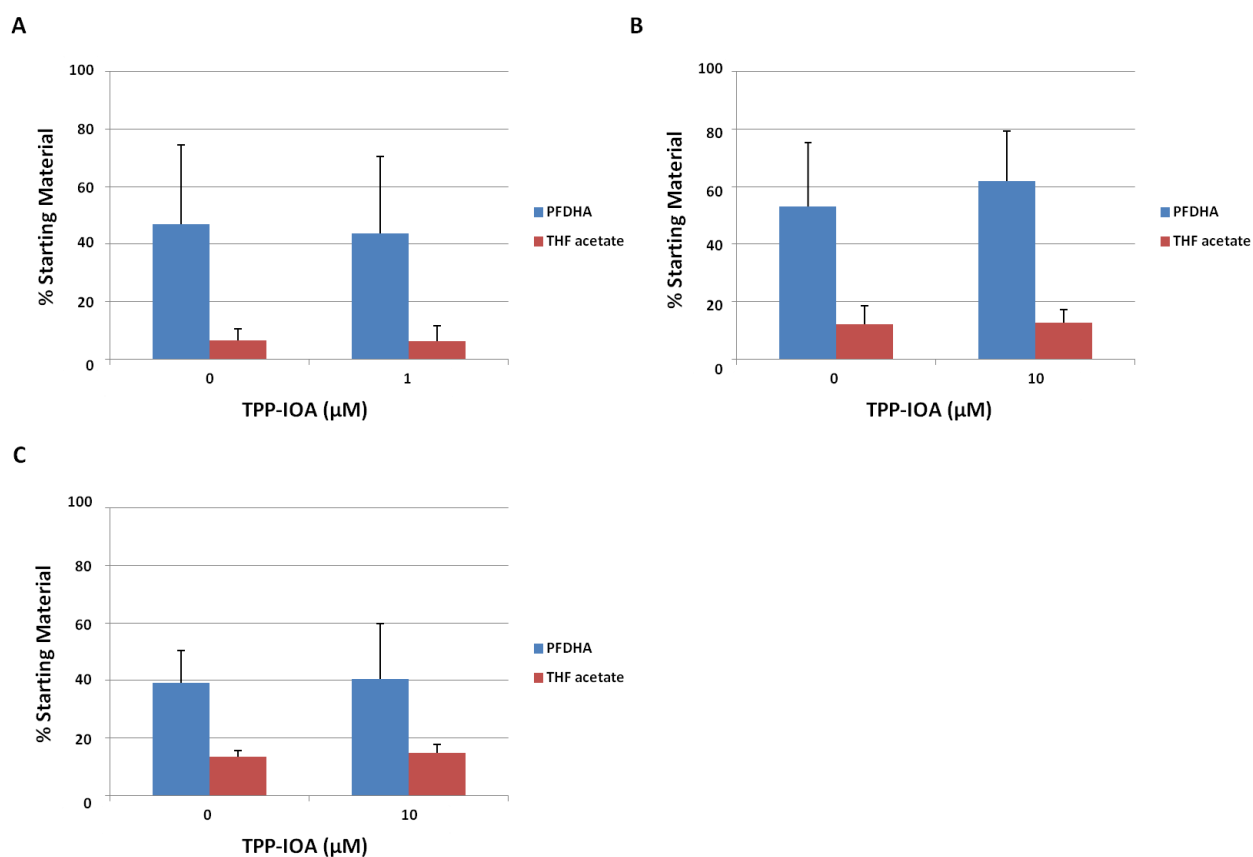 A
100
80
60
40
20
0
% Starting Material
0
1
TPP-IOA (µM)
PFDHA
THF acetate
B
100
80
60
40
20
0
% Starting Material
0
10
TPP-IOA (µM)
PFDHA
THF acetate
C
100
80
60
40
20
0
% Starting Material
0
10
TPP-IOA (µM)
PFDHA
THF acetate